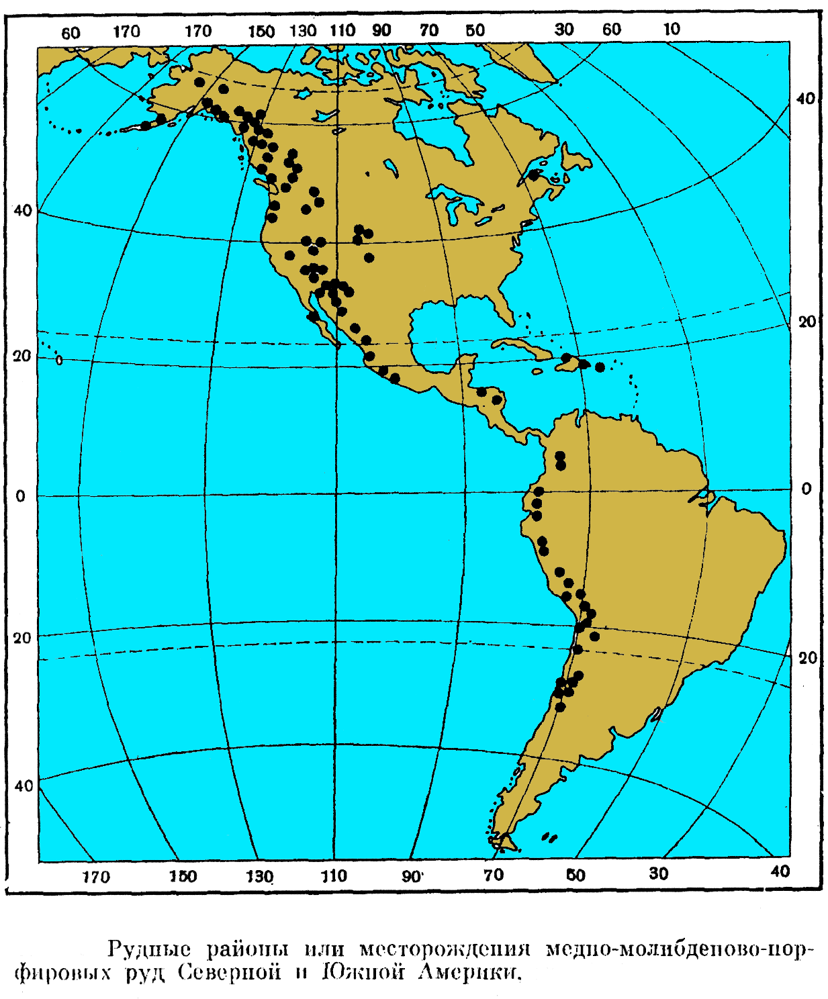 60 170 170 150 130 110 90 70 50 30 60 10
40
40
20
20
0
0
20
20
40
170 150 130 110 90 70 50 30 40
Рудные районы или месторождения медно-молибденово-пор-
фировых руд Северной и Южной Америки.